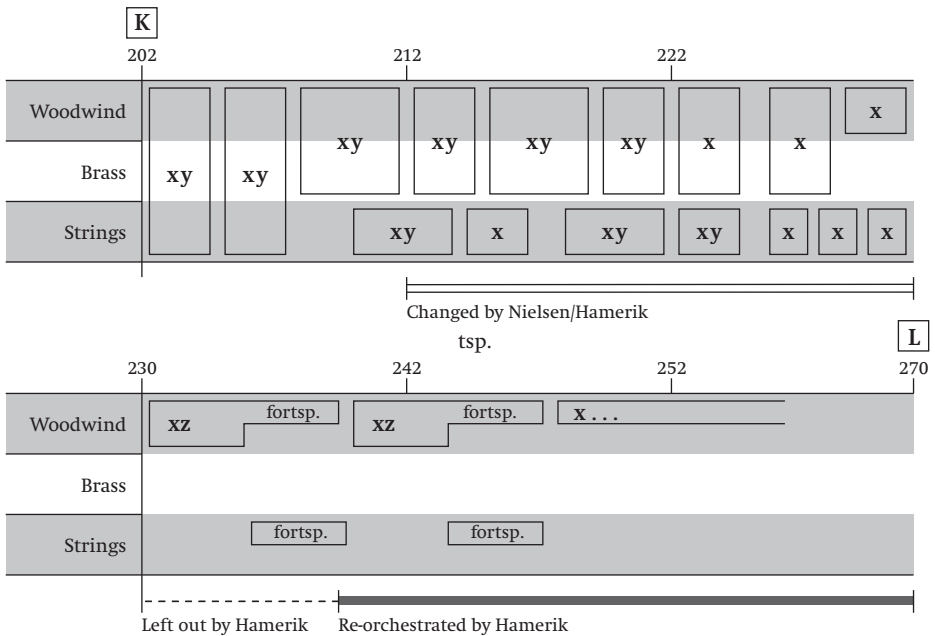 K
202 212 222
Woodwind x
xy xy xy xy x x
Brass xy xy
Strings xy x xy xy x x x
Changed by Nielsen/Hamerik
tsp.
L
230 242 252 270
Woodwind xz fortsp. xz fortsp. x . . .
Brass
Strings fortsp. fortsp.
Left out by Hamerik Re-orchestrated by Hamerik